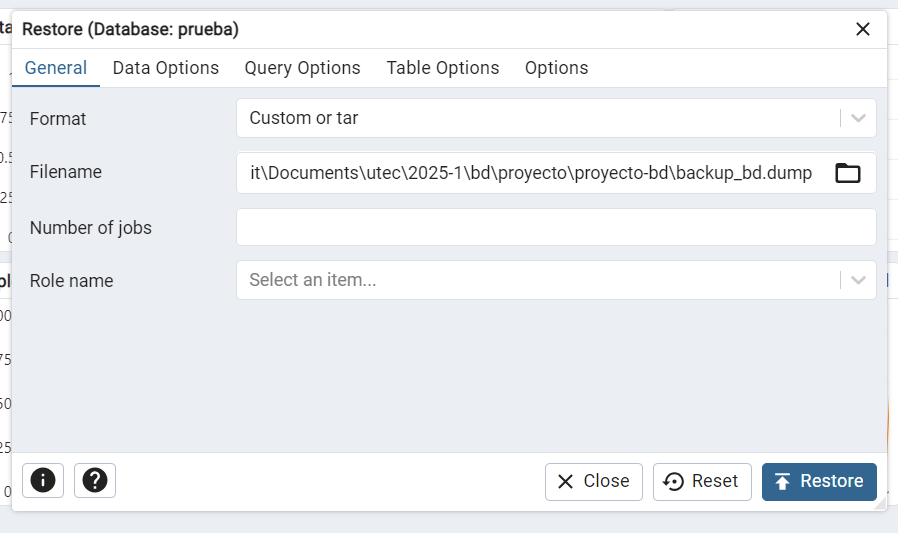 Restore (Database: prueba)
General Data Options Query Options Table Options Options
Format Custom or tar
Filename it\Documents\utec\2025-1\bd\proyecto\proyecto-bd\backup_bd.dump
Number of jobs
Role name Select an item...
Close Reset Restore